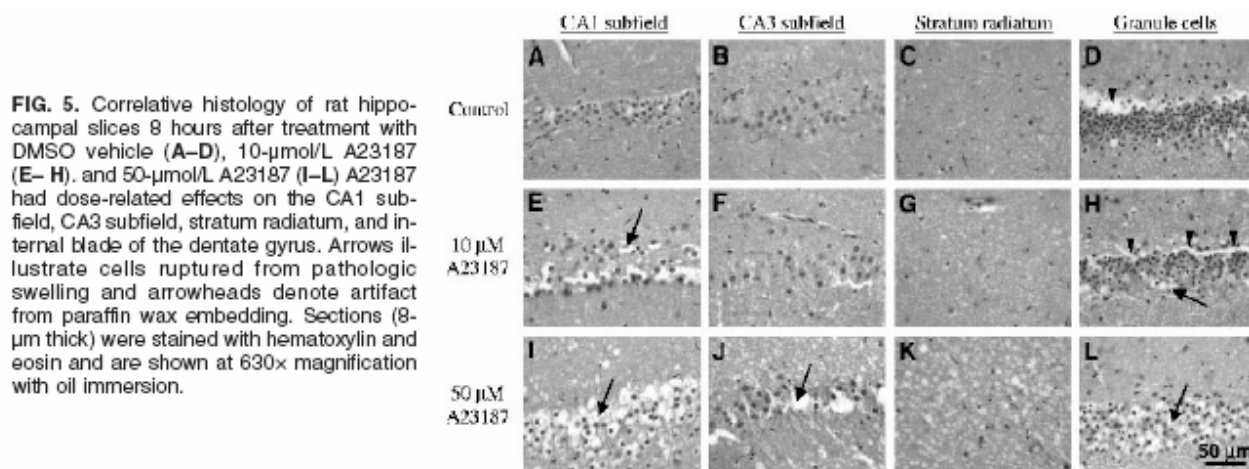 FIG. 5. Correlative histology of rat hippo-
campal slices 8 hours after treatment with
DMSO vehicle (A–D), 10-µmol/L A23187
(E– H). and 50-µmol/L A23187 (I–L) A23187
had dose-related effects on the CA1 sub-
field, CA3 subfield, stratum radiatum, and in-
ternal blade of the dentate gyrus. Arrows il-
lustrate cells ruptured from pathologic
swelling and arrowheads denote artifact
from paraffin wax embedding. Sections (8-
µm thick) were stained with hematoxylin and
eosin and are shown at 630× magnification
with oil immersion.
CA1 subfield CA3 subfield Stratum radiatum Granule cells
Control
A B C D
10 µM
A23187
E F G H
50 µM
A23187
I J K L
50 µm